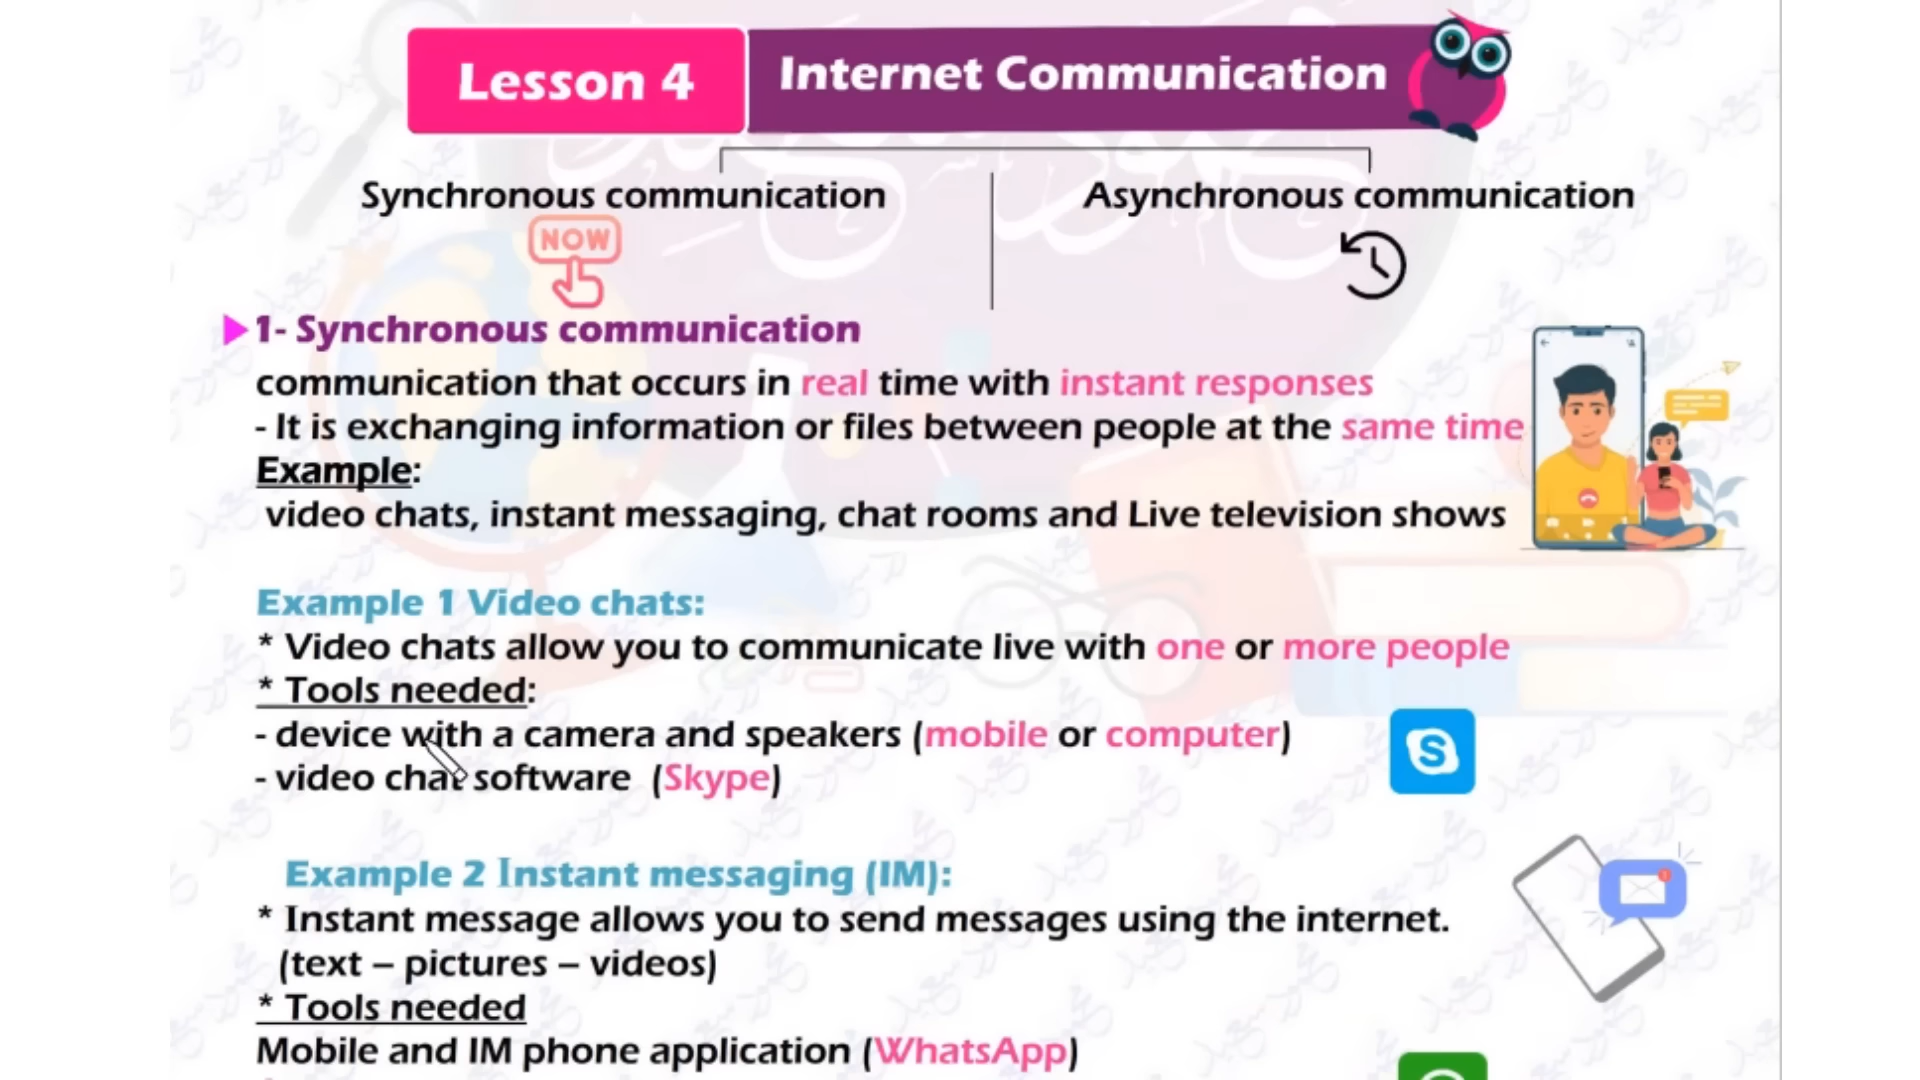 Lesson 4
Internet Communication
Synchronous communication
Asynchronous communication
NOW
1- Synchronous communication
communication that occurs in real time with instant responses
- It is exchanging information or files between people at the same time
Example:
video chats, instant messaging, chat rooms and Live television shows
Example 1 Video chats:
* Video chats allow you to communicate live with one or more people
* Tools needed:
- device with a camera and speakers (mobile or computer)
- video chat software (Skype)
Example 2 Instant messaging (IM):
* Instant message allows you to send messages using the internet.
(text – pictures – videos)
* Tools needed
Mobile and IM phone application (WhatsApp)